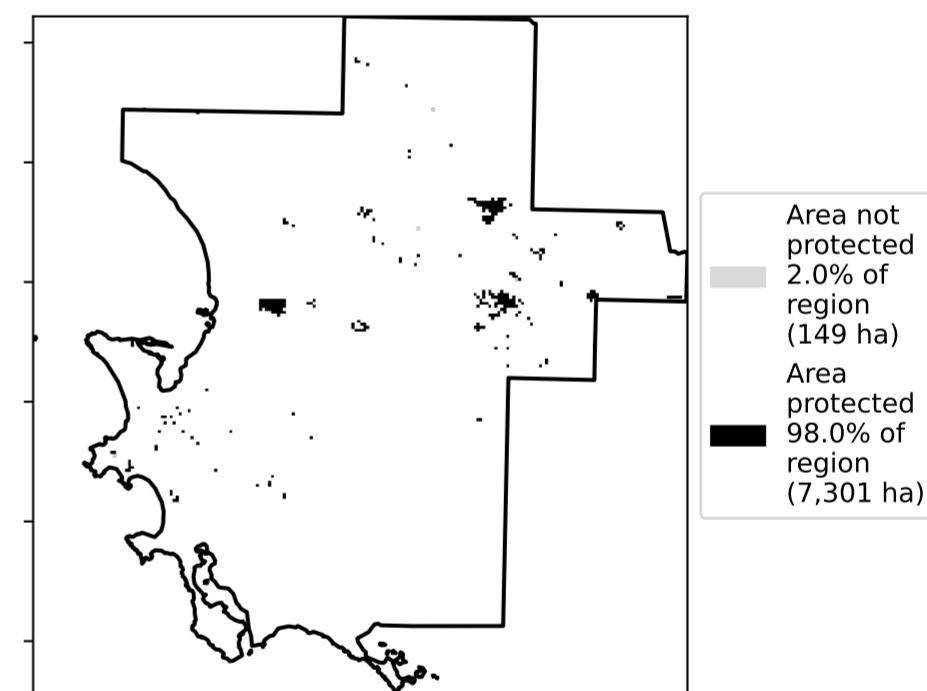 Area not
protected
2.0% of
region
(149 ha)
Area
protected
98.0% of
region
(7,301 ha)